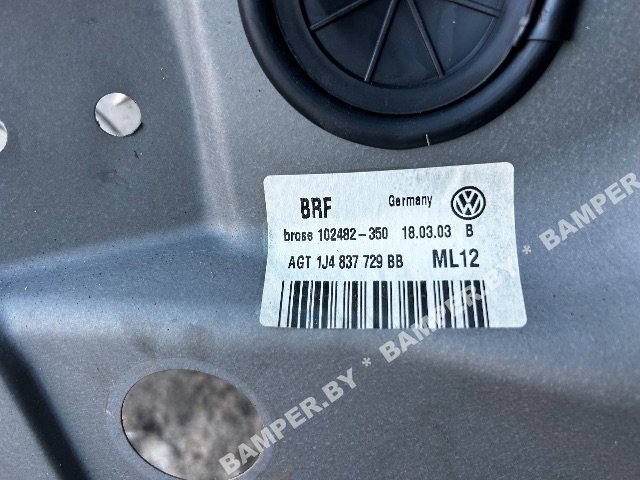 BRF Germany
brose 102482-350 18.03.03 B
AGT 1J4 837 729 BB ML12
BAMPER.BY * BAMPER.BY * BAMPER.BY